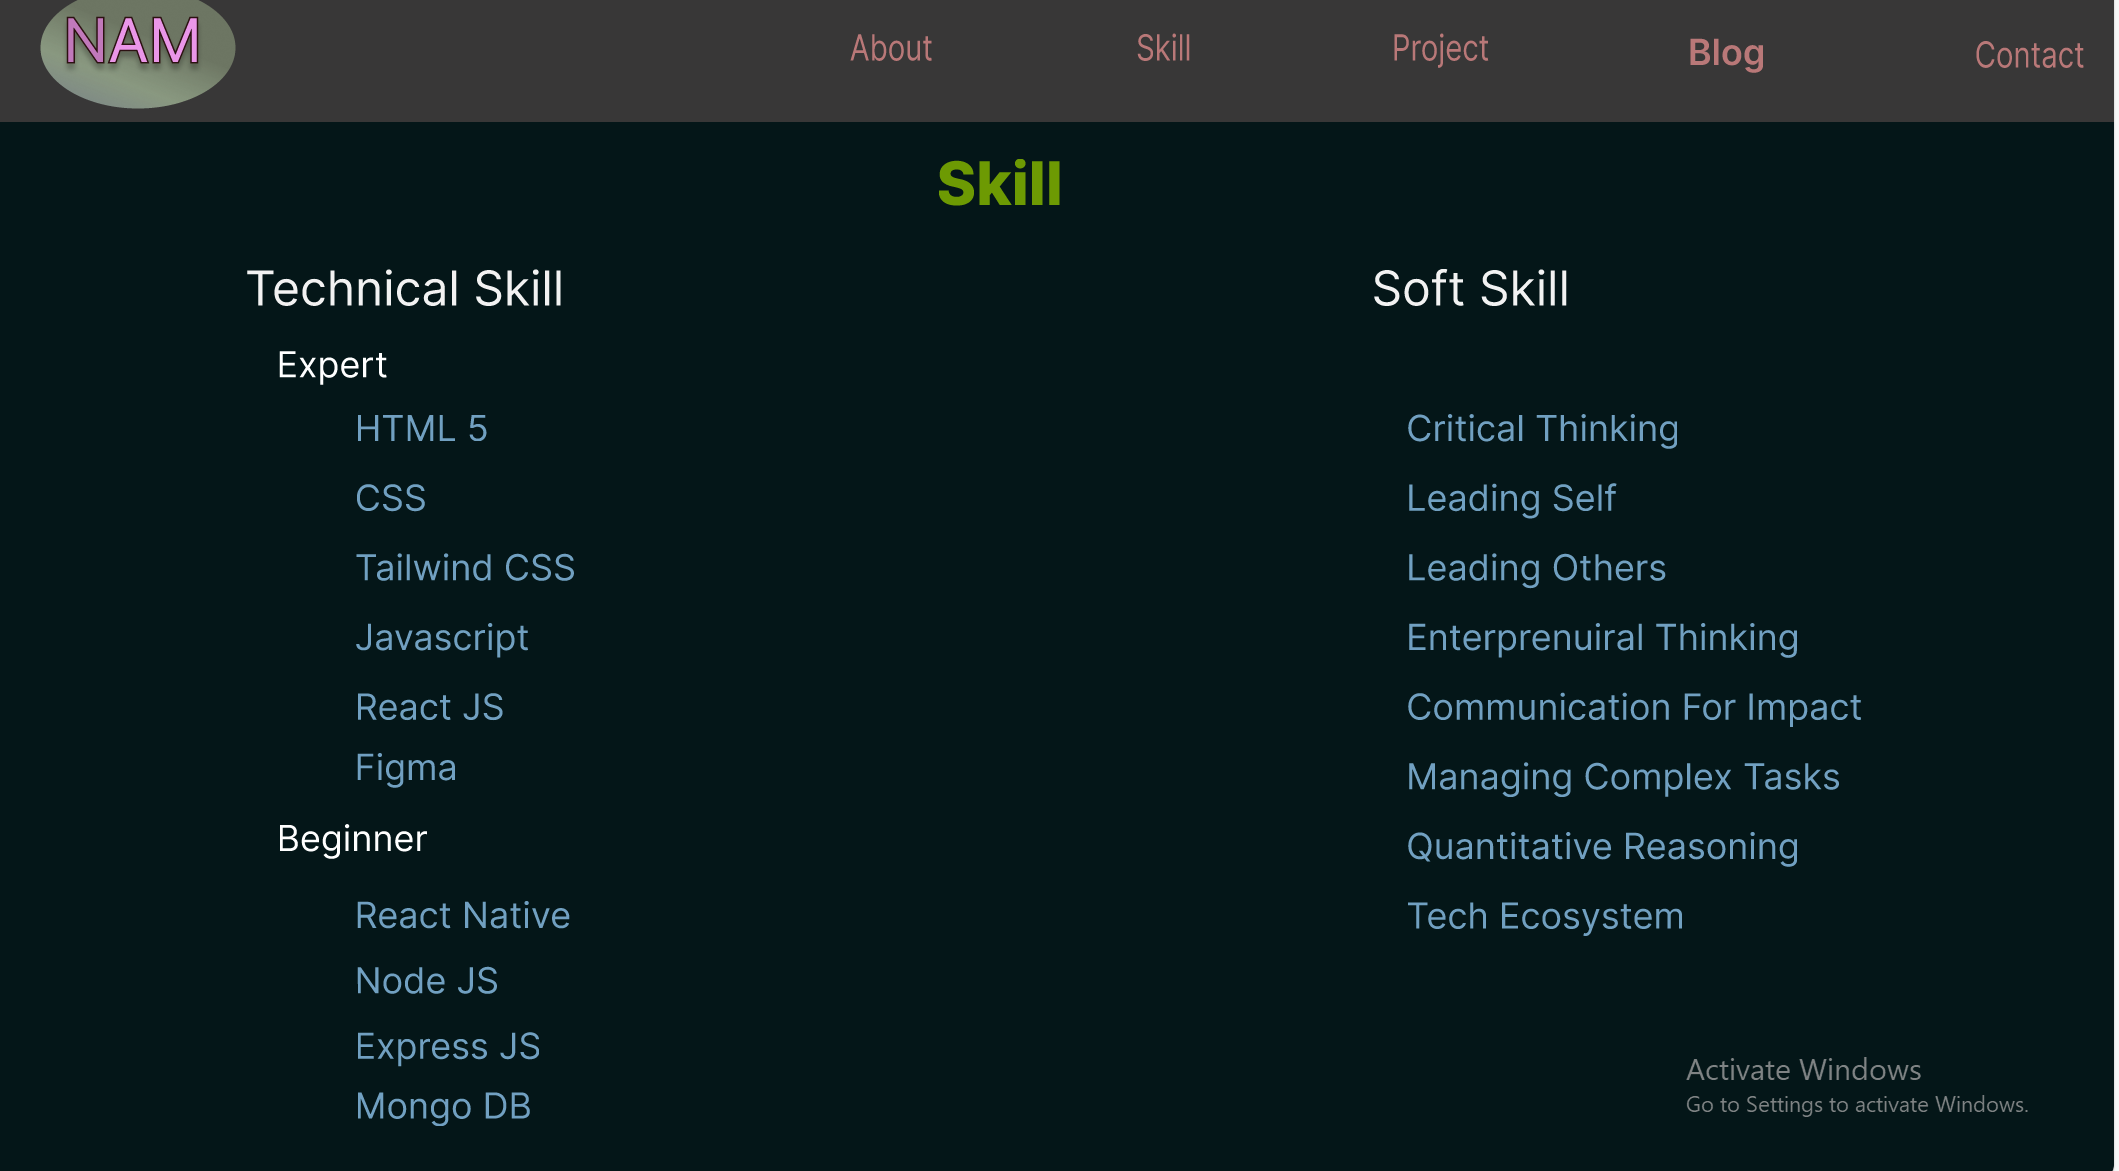 NAM
About
Skill
Project
Blog
Contact
Skill
Technical Skill
Expert
HTML 5
CSS
Tailwind CSS
Javascript
React JS
Figma
Beginner
React Native
Node JS
Express JS
Mongo DB
Soft Skill
Critical Thinking
Leading Self
Leading Others
Enterprenuiral Thinking
Communication For Impact
Managing Complex Tasks
Quantitative Reasoning
Tech Ecosystem
Activate Windows
Go to Settings to activate Windows.